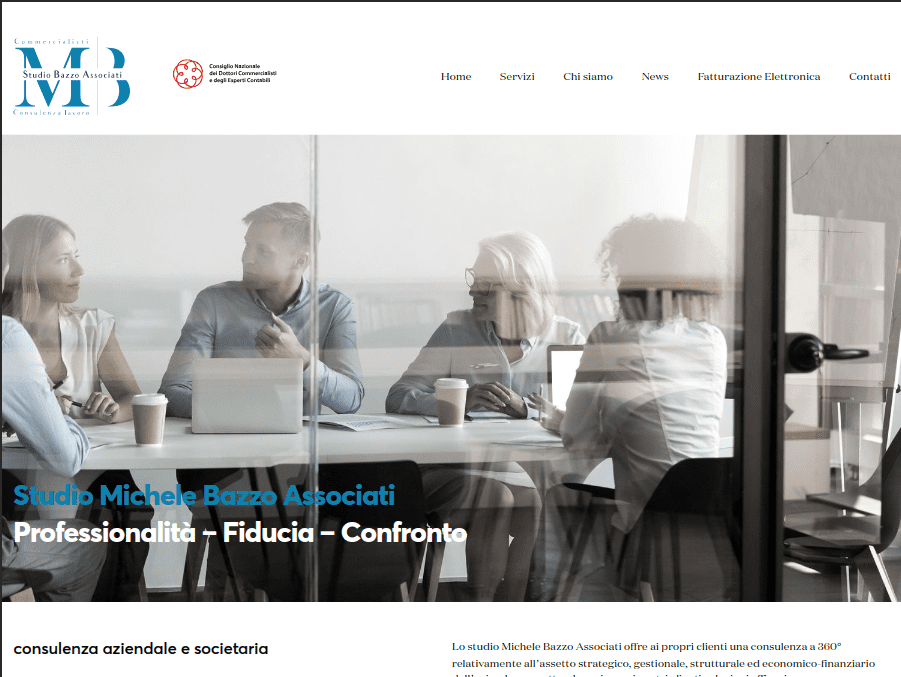 Commercialisti
MB
Studio Bazzo Associati
Consulenza lavoro
Consiglio Nazionale
dei Dottori Commercialisti
e degli Esperti Contabili
Home Servizi Chi siamo News Fatturazione Elettronica Contatti
Studio Michele Bazzo Associati
Professionalità – Fiducia – Confronto
consulenza aziendale e societaria
Lo studio Michele Bazzo Associati offre ai propri clienti una consulenza a 360°
relativamente all’assetto strategico, gestionale, strutturale ed economico-finanziario